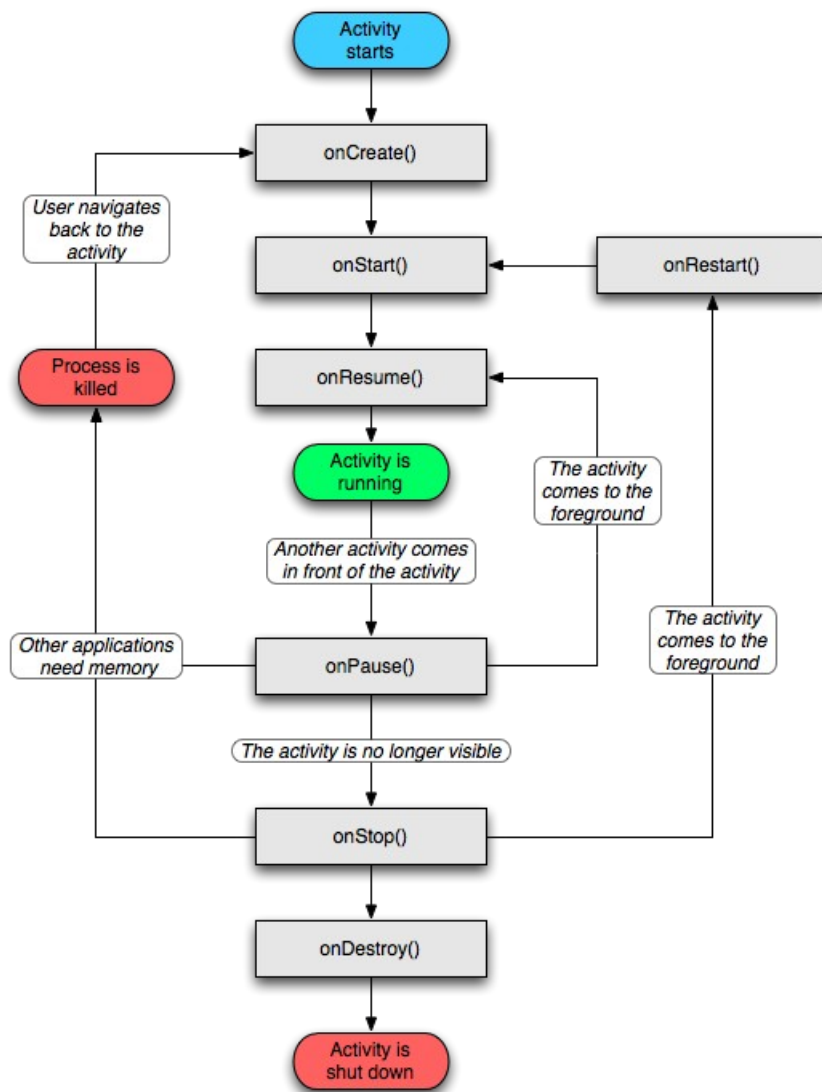 Activity
starts
onCreate()
User navigates
back to the
activity
onStart()
onRestart()
Process is
killed
onResume()
Activity is
running
The activity
comes to the
foreground
Another activity comes
in front of the activity
Other applications
need memory
onPause()
The activity
comes to the
foreground
The activity is no longer visible
onStop()
onDestroy()
Activity is
shut down